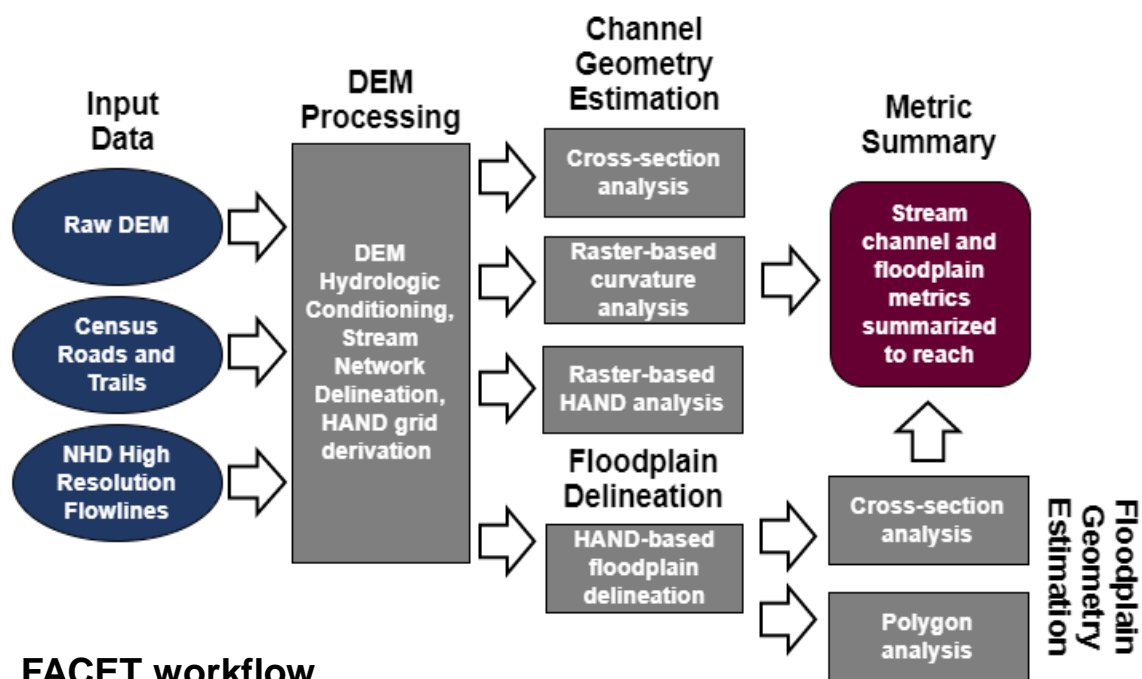 Input
Data
Raw DEM
Census
Roads and
Trails
NHD High
Resolution
Flowlines
DEM
Processing
DEM
Hydrologic
Conditioning,
Stream
Network
Delineation,
HAND grid
derivation
Channel
Geometry
Estimation
Cross-section
analysis
Raster-based
curvature
analysis
Raster-based
HAND analysis
Floodplain
Delineation
HAND-based
floodplain
delineation
Metric
Summary
Stream
channel and
floodplain
metrics
summarized
to reach
Cross-section
analysis
Polygon
analysis
Floodplain
Geometry
Estimation
FACET workflow